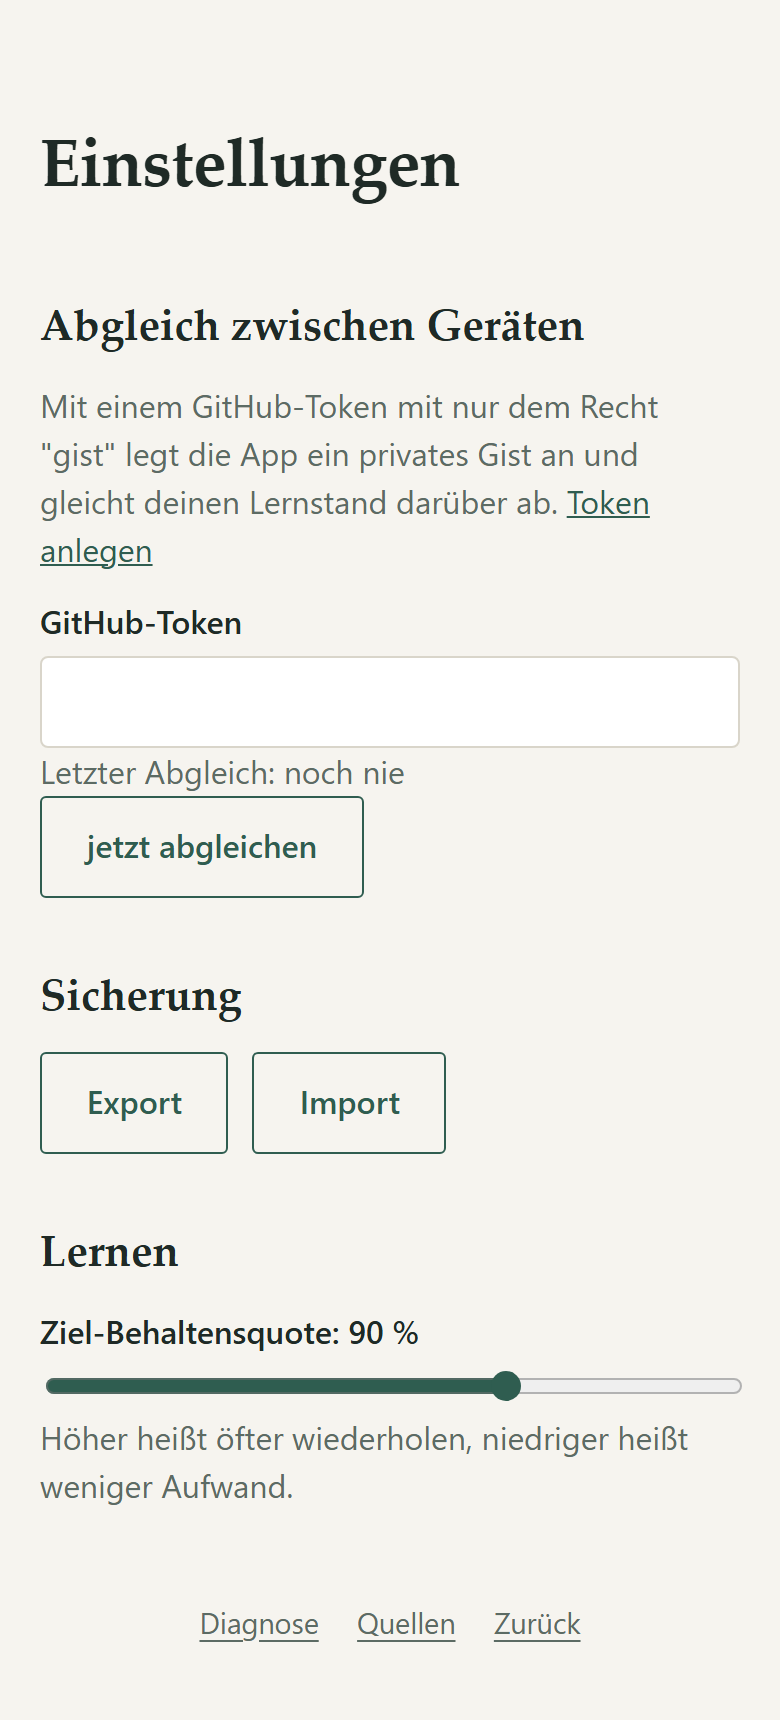 Einstellungen
Abgleich zwischen Geräten
Mit einem GitHub-Token mit nur dem Recht
"gist" legt die App ein privates Gist an und
gleicht deinen Lernstand darüber ab. Token
anlegen
GitHub-Token
Letzter Abgleich: noch nie
jetzt abgleichen
Sicherung
Export Import
Lernen
Ziel-Behaltensquote: 90 %
Höher heißt öfter wiederholen, niedriger heißt
weniger Aufwand.
Diagnose Quellen Zurück